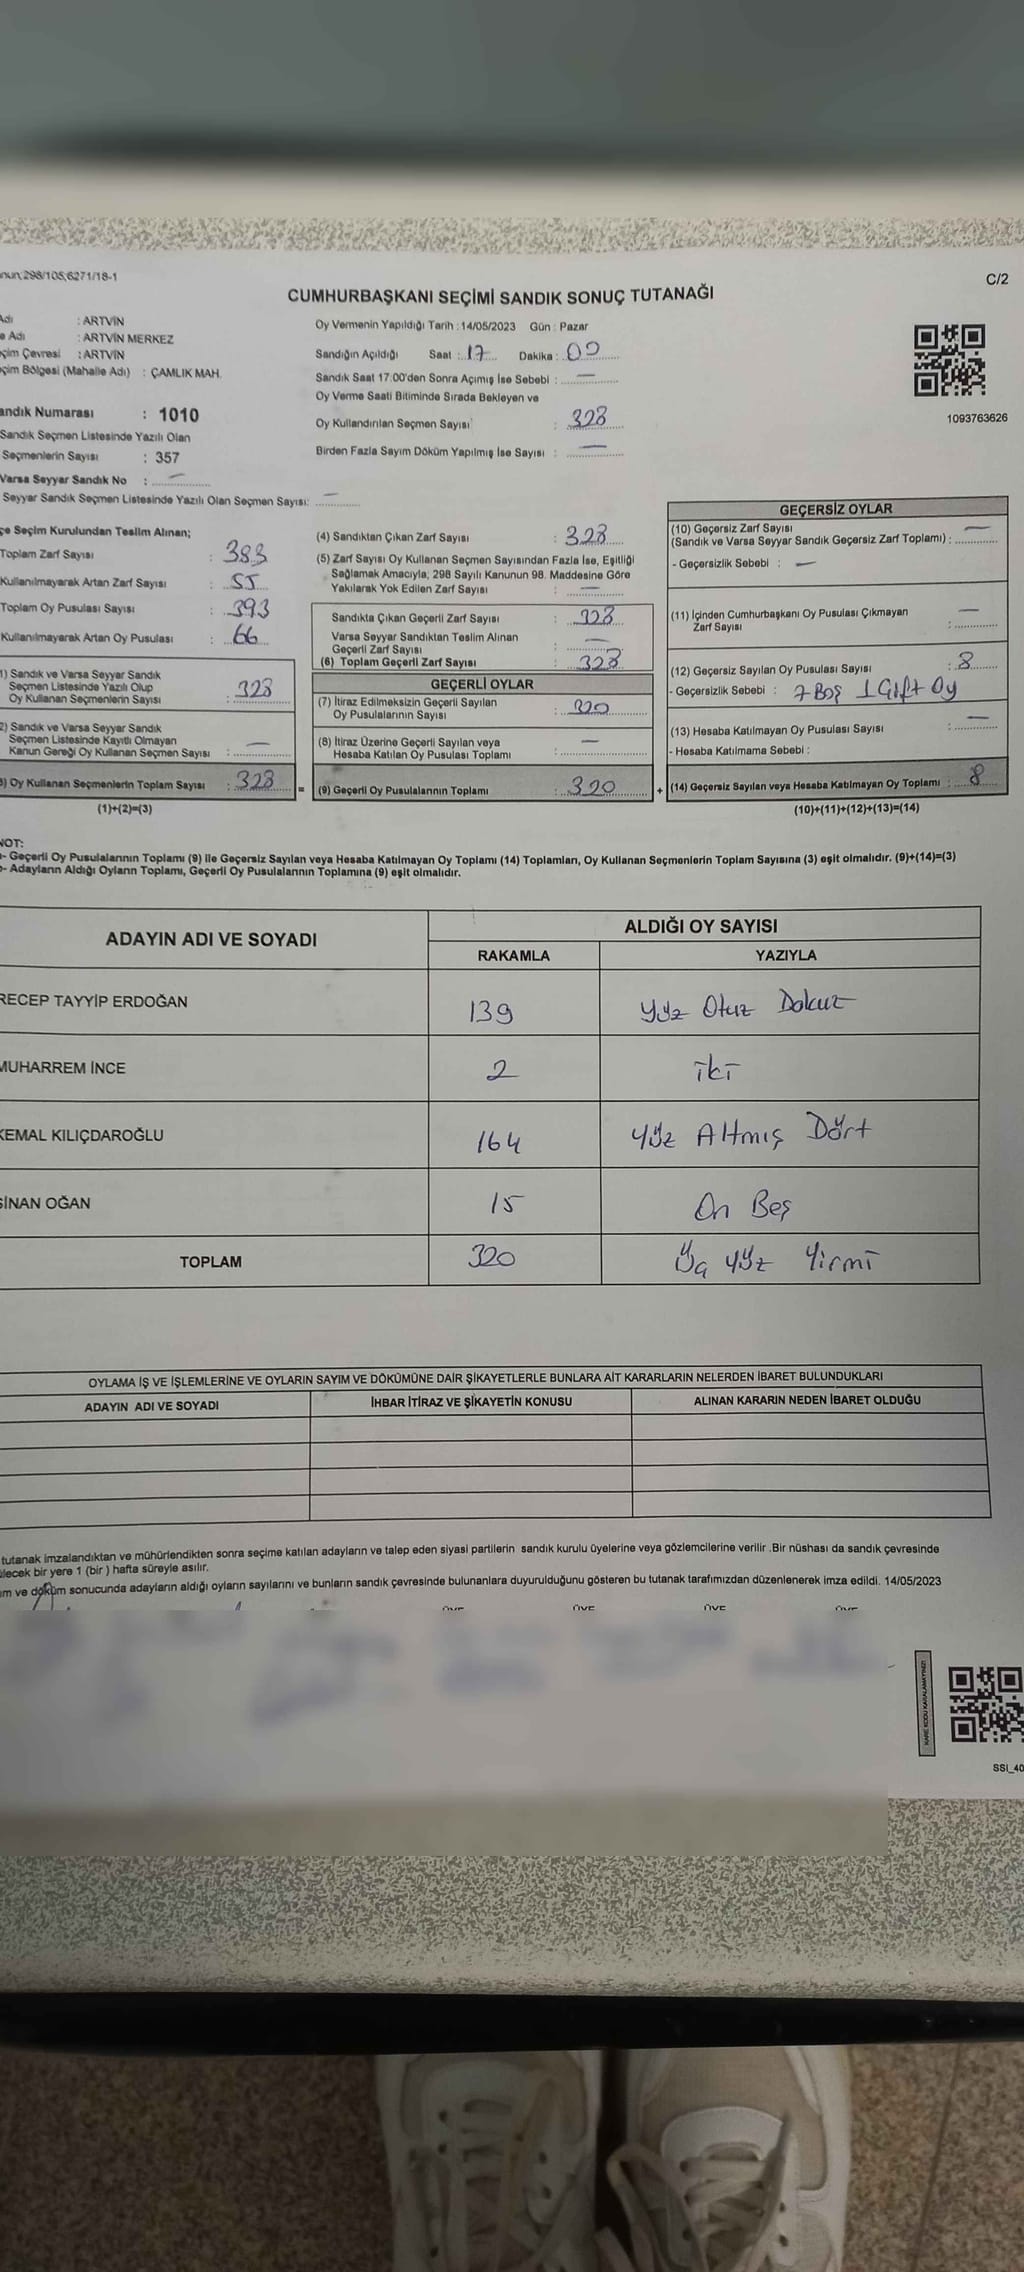 nun,298/105,6271/18-1
C/2
CUMHURBAŞKANI SEÇİMİ SANDIK SONUÇ TUTANAĞI
Adı : ARTVİN
e Adı : ARTVİN MERKEZ
çim Çevresi : ARTVİN
çim Bölgesi (Mahalle Adı) : ÇAMLIK MAH.
andık Numarası : 1010
Sandık Seçmen Listesinde Yazılı Olan
Seçmenlerin Sayısı : 357
Varsa Seyyar Sandık No : —
Seyyar Sandık Seçmen Listesinde Yazılı Olan Seçmen Sayısı: —
Oy Vermenin Yapıldığı Tarih : 14/05/2023 Gün : Pazar
Sandığın Açıldığı Saat : 17 Dakika : 00
Sandık Saat 17:00'den Sonra Açımış İse Sebebi : —
Oy Verme Saati Bitiminde Sırada Bekleyen ve
Oy Kullandırılan Seçmen Sayısı : 328
Birden Fazla Sayım Döküm Yapılmış İse Sayısı : —
1093763626
çe Seçim Kurulundan Teslim Alınan;
Toplam Zarf Sayısı : 383
Kullanılmayarak Artan Zarf Sayısı : 55
Toplam Oy Pusulası Sayısı : 393
Kullanılmayarak Artan Oy Pusulası : 66
1) Sandık ve Varsa Seyyar Sandık
Seçmen Listesinde Yazılı Olup
Oy Kullanan Seçmenlerin Sayısı : 328
2) Sandık ve Varsa Seyyar Sandık
Seçmen Listesinde Kayıtlı Olmayan
Kanun Gereği Oy Kullanan Seçmen Sayısı : —
3) Oy Kullanan Seçmenlerin Toplam Sayısı : 328
(1)+(2)=(3)
(4) Sandıktan Çıkan Zarf Sayısı : 328
(5) Zarf Sayısı Oy Kullanan Seçmen Sayısından Fazla İse, Eşitliği
Sağlamak Amacıyla; 298 Sayılı Kanunun 98. Maddesine Göre
Yakılarak Yok Edilen Zarf Sayısı : —
Sandıkta Çıkan Geçerli Zarf Sayısı : 328
Varsa Seyyar Sandıktan Teslim Alınan
Geçerli Zarf Sayısı : —
(6) Toplam Geçerli Zarf Sayısı : 328
GEÇERLİ OYLAR
(7) İtiraz Edilmeksizin Geçerli Sayılan
Oy Pusulalarının Sayısı : 320
(8) İtiraz Üzerine Geçerli Sayılan veya
Hesaba Katılan Oy Pusulası Toplamı : —
= (9) Geçerli Oy Pusulalarının Toplamı : 320
GEÇERSİZ OYLAR
(10) Geçersiz Zarf Sayısı
(Sandık ve Varsa Seyyar Sandık Geçersiz Zarf Toplamı) : —
- Geçersizlik Sebebi : —
(11) İçinden Cumhurbaşkanı Oy Pusulası Çıkmayan
Zarf Sayısı : —
(12) Geçersiz Sayılan Oy Pusulası Sayısı : 8
- Geçersizlik Sebebi : 7 Boş 1 Çift Oy
(13) Hesaba Katılmayan Oy Pusulası Sayısı : —
- Hesaba Katılmama Sebebi :
+ (14) Geçersiz Sayılan veya Hesaba Katılmayan Oy Toplamı : 8
(10)+(11)+(12)+(13)=(14)
NOT:
- Geçerli Oy Pusulalarının Toplamı (9) ile Geçersiz Sayılan veya Hesaba Katılmayan Oy Toplamı (14) Toplamları, Oy Kullanan Seçmenlerin Toplam Sayısına (3) eşit olmalıdır. (9)+(14)=(3)
- Adayların Aldığı Oyların Toplamı, Geçerli Oy Pusulalarının Toplamına (9) eşit olmalıdır.
ADAYIN ADI VE SOYADI
ALDIĞI OY SAYISI
RAKAMLA YAZIYLA
RECEP TAYYİP ERDOĞAN 139 Yüz Otuz Dokuz
MUHARREM İNCE 2 iki
KEMAL KILIÇDAROĞLU 164 Yüz Altmış Dört
SİNAN OĞAN 15 On Beş
TOPLAM 320 Üç Yüz Yirmi
OYLAMA İŞ VE İŞLEMLERİNE VE OYLARIN SAYIM VE DÖKÜMÜNE DAİR ŞİKAYETLERLE BUNLARA AİT KARARLARIN NELERDEN İBARET BULUNDUKLARI
ADAYIN ADI VE SOYADI İHBAR İTİRAZ VE ŞİKAYETİN KONUSU ALINAN KARARIN NEDEN İBARET OLDUĞU
tutanak imzalandıktan ve mühürlendikten sonra seçime katılan adayların ve talep eden siyasi partilerin sandık kurulu üyelerine veya gözlemcilerine verilir .Bir nüshası da sandık çevresinde
lecek bir yere 1 (bir ) hafta süreyle asılır.
ım ve döküm sonucunda adayların aldığı oyların sayılarını ve bunların sandık çevresinde bulunanlara duyurulduğunu gösteren bu tutanak tarafımızdan düzenlenerek imza edildi. 14/05/2023
ÜYE ÜYE ÜYE ÜYE
KARE KODU KARALAMAYINIZ!
SSI_40